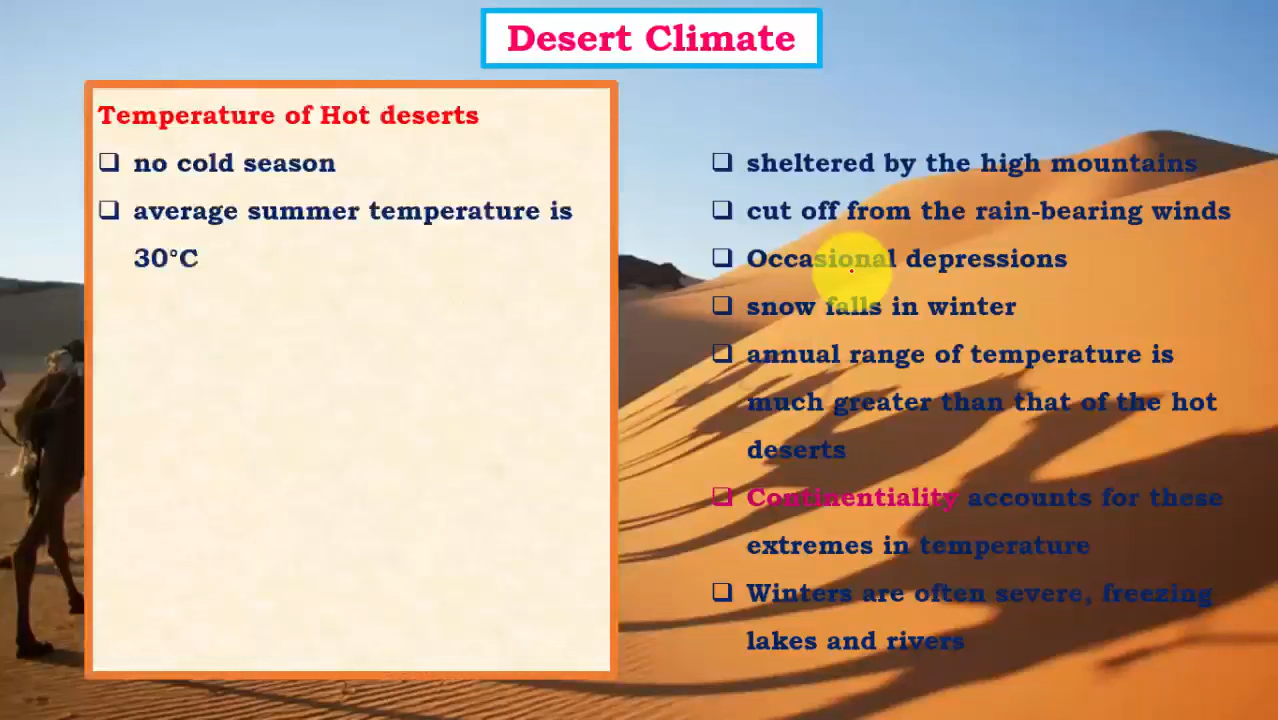 Desert Climate
Temperature of Hot deserts
❑ no cold season
❑ average summer temperature is
30°C
❑ sheltered by the high mountains
❑ cut off from the rain-bearing winds
❑ Occasional depressions
❑ snow falls in winter
❑ annual range of temperature is
much greater than that of the hot
deserts
❑ Continentiality accounts for these
extremes in temperature
❑ Winters are often severe, freezing
lakes and rivers